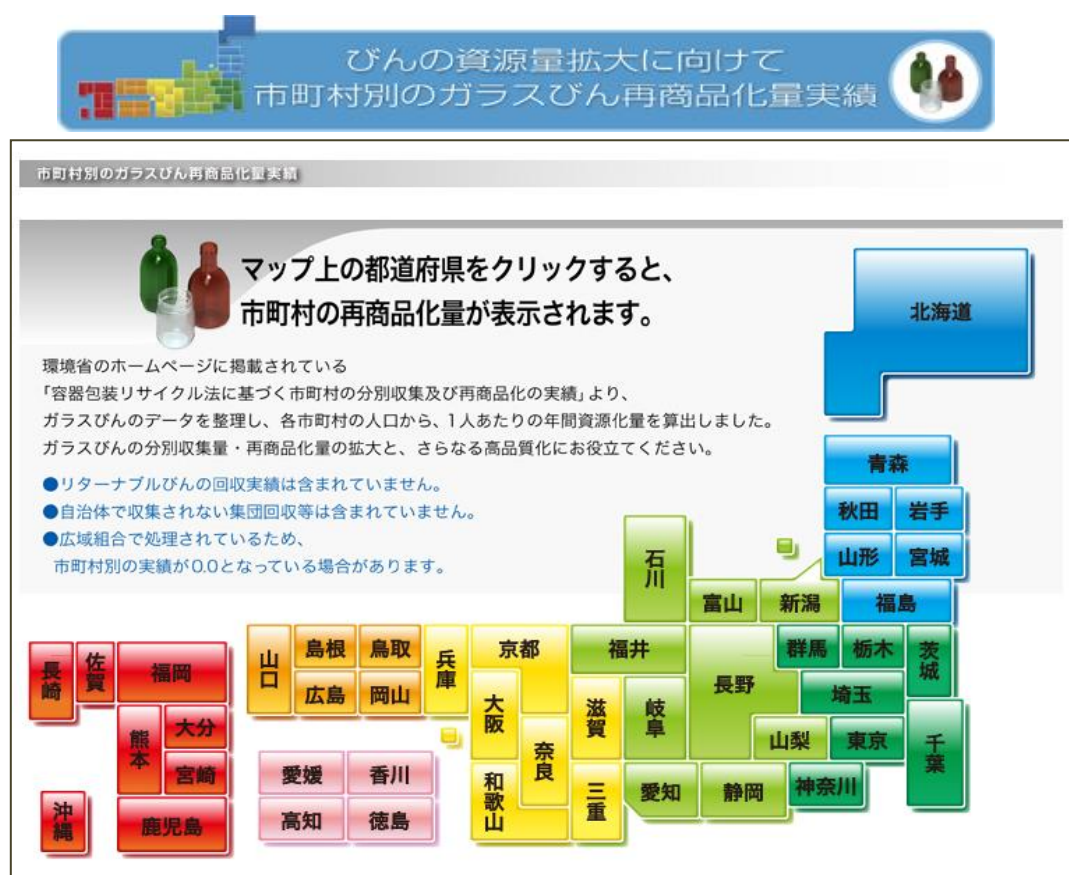 びんの資源量拡大に向けて
市町村別のガラスびん再商品化量実績
市町村別のガラスびん再商品化量実績
マップ上の都道府県をクリックすると、
市町村の再商品化量が表示されます。
環境省のホームページに掲載されている
「容器包装リサイクル法に基づく市町村の分別収集及び再商品化の実績」より、
ガラスびんのデータを整理し、各市町村の人口から、1人あたりの年間資源化量を算出しました。
ガラスびんの分別収集量・再商品化量の拡大と、さらなる高品質化にお役立てください。
●リターナブルびんの回収実績は含まれていません。
●自治体で収集されない集団回収等は含まれていません。
●広域組合で処理されているため、
市町村別の実績が0.0となっている場合があります。
北海道
青森
秋田 岩手
山形 宮城
福島
石川
富山 新潟
福井
長野
群馬 栃木 茨城
埼玉
山梨 東京 千葉
神奈川
岐阜
愛知 静岡
京都
兵庫
大阪
滋賀
奈良
和歌山
三重
山口
島根 鳥取
広島 岡山
愛媛 香川
高知 徳島
長崎 佐賀 福岡
熊本
大分
宮崎
鹿児島
沖縄